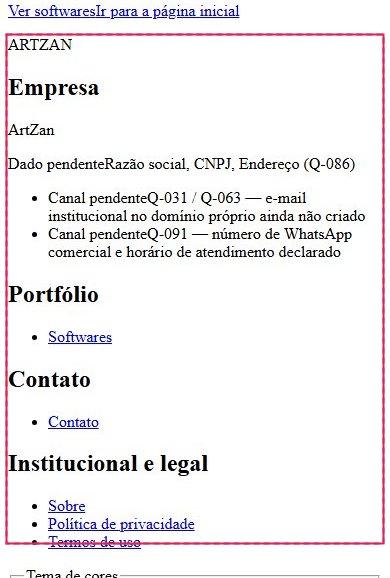 Ver softwaresIr para a página inicial
ARTZAN
Empresa
ArtZan
Dado pendenteRazão social, CNPJ, Endereço (Q-086)
Canal pendenteQ-031 / Q-063 — e-mail
institucional no domínio próprio ainda não criado
Canal pendenteQ-091 — número de WhatsApp
comercial e horário de atendimento declarado
Portfólio
Softwares
Contato
Contato
Institucional e legal
Sobre
Política de privacidade
Termos de uso
Tema de cores